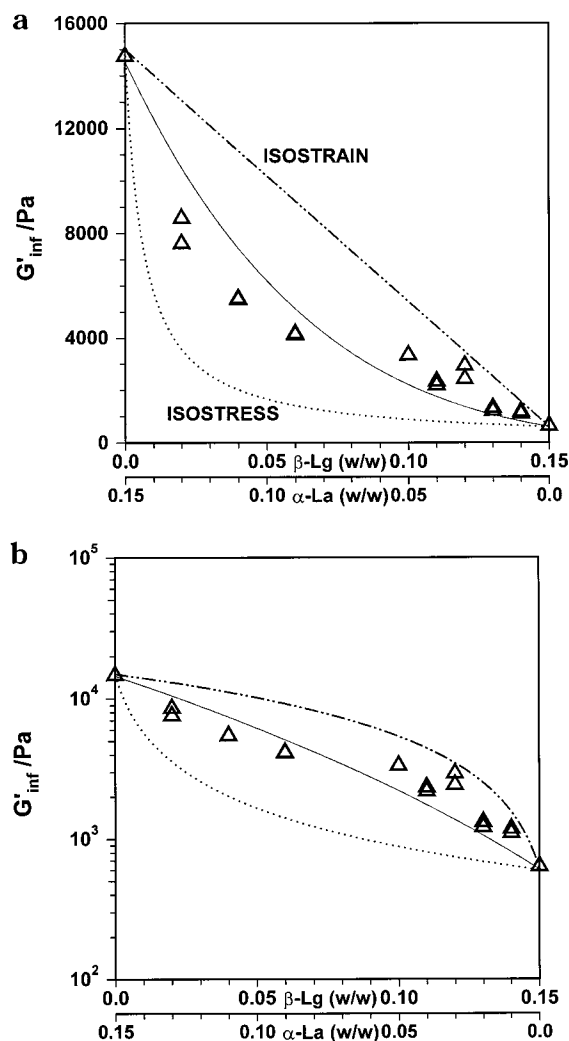 a
16000
12000
8000
4000
0
G'inf /Pa
ISOSTRAIN
ISOSTRESS
0.0 0.05 β-Lg (w/w) 0.10 0.15
0.15 0.10 α-La (w/w) 0.05 0.0
b
10^5
10^4
10^3
10^2
G'inf /Pa
0.0 0.05 β-Lg (w/w) 0.10 0.15
0.15 0.10 α-La (w/w) 0.05 0.0